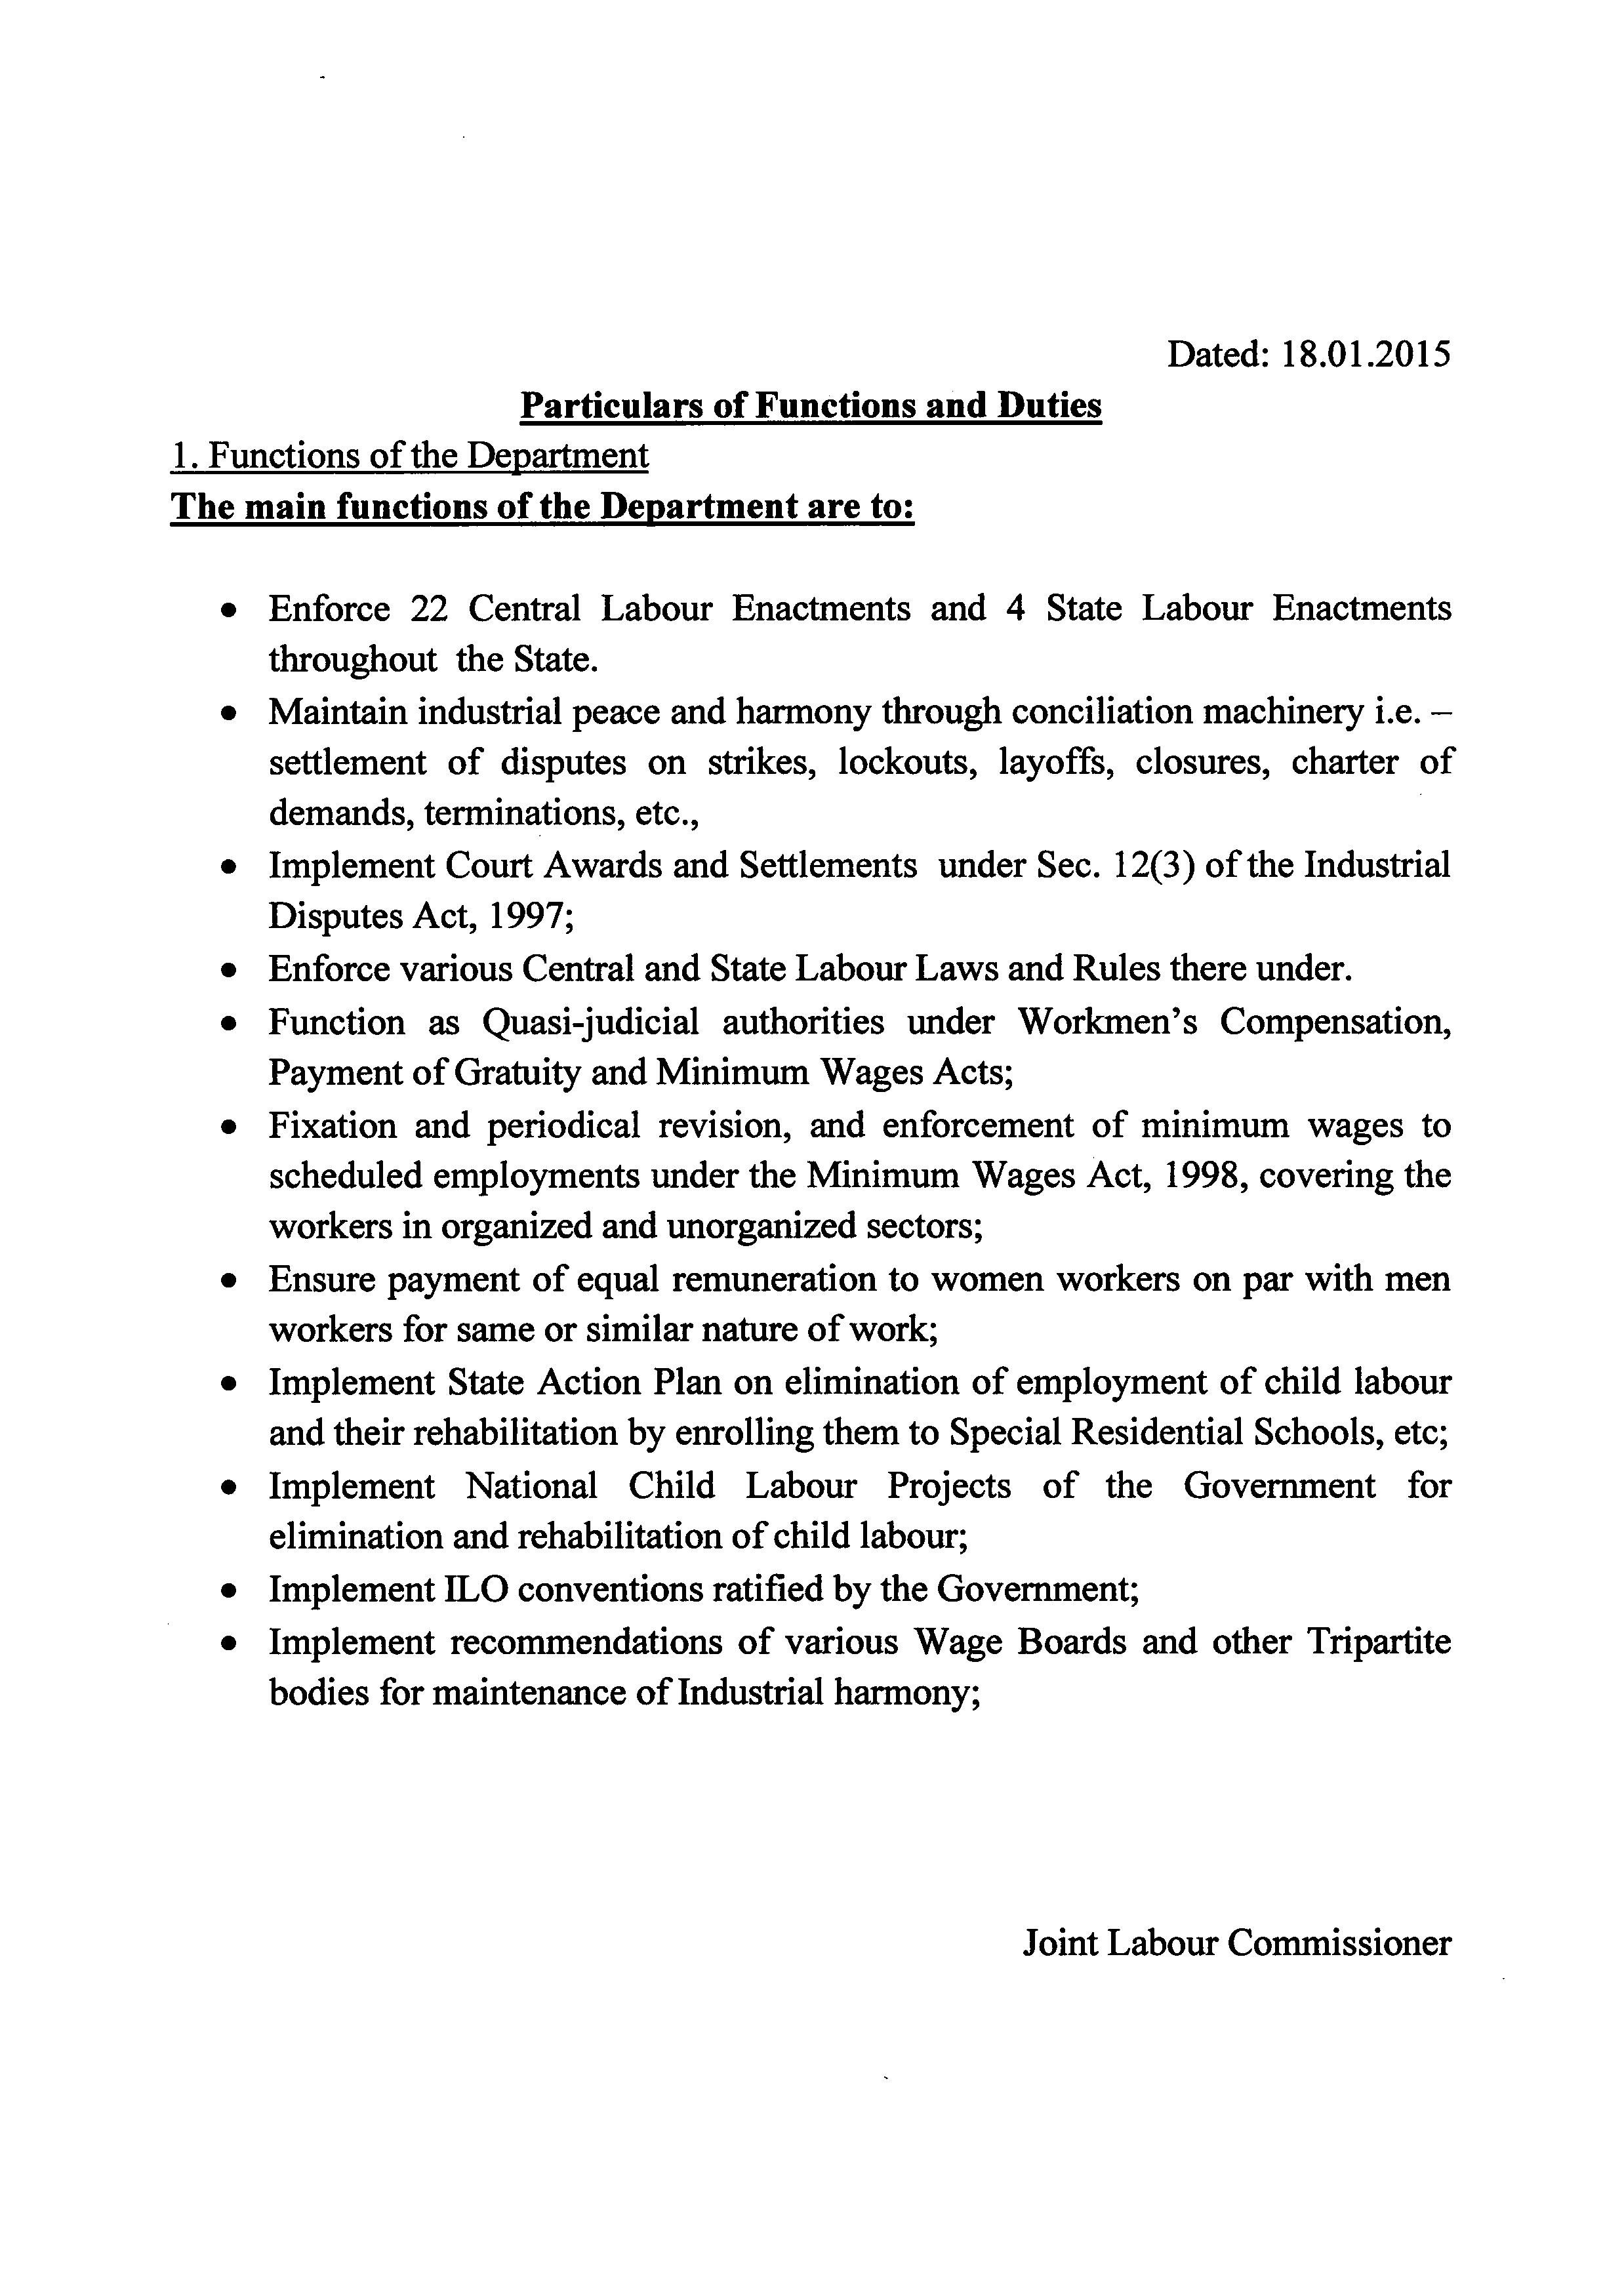 Dated: 18.01.2015
Particulars of Functions and Duties
1. Functions of the Department
The main functions of the Department are to:
• Enforce 22 Central Labour Enactments and 4 State Labour Enactments
throughout the State.
• Maintain industrial peace and harmony through conciliation machinery i.e. –
settlement of disputes on strikes, lockouts, layoffs, closures, charter of
demands, terminations, etc.,
• Implement Court Awards and Settlements under Sec. 12(3) of the Industrial
Disputes Act, 1997;
• Enforce various Central and State Labour Laws and Rules there under.
• Function as Quasi-judicial authorities under Workmen’s Compensation,
Payment of Gratuity and Minimum Wages Acts;
• Fixation and periodical revision, and enforcement of minimum wages to
scheduled employments under the Minimum Wages Act, 1998, covering the
workers in organized and unorganized sectors;
• Ensure payment of equal remuneration to women workers on par with men
workers for same or similar nature of work;
• Implement State Action Plan on elimination of employment of child labour
and their rehabilitation by enrolling them to Special Residential Schools, etc;
• Implement National Child Labour Projects of the Government for
elimination and rehabilitation of child labour;
• Implement ILO conventions ratified by the Government;
• Implement recommendations of various Wage Boards and other Tripartite
bodies for maintenance of Industrial harmony;
Joint Labour Commissioner